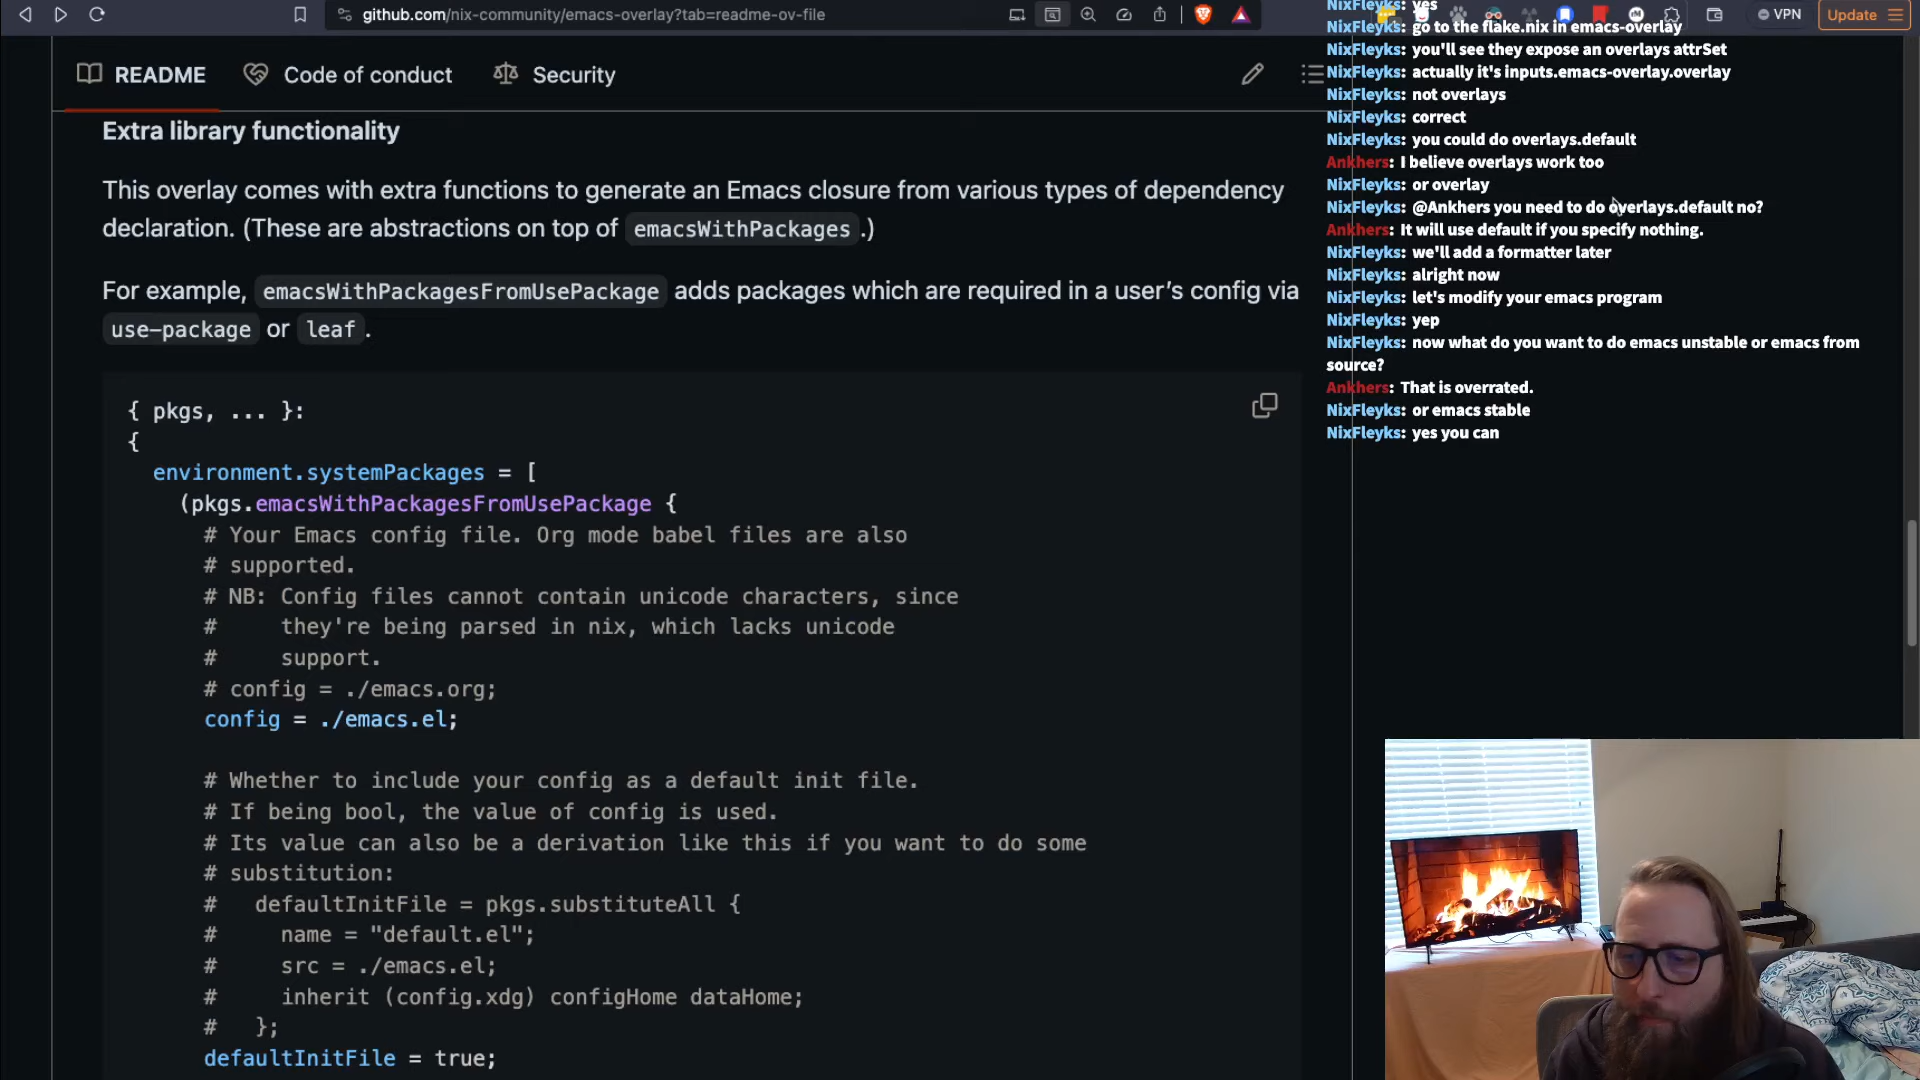 github.com/nix-community/emacs-overlay?tab=readme-ov-file
VPN
Update
README
Code of conduct
Security
Extra library functionality
This overlay comes with extra functions to generate an Emacs closure from various types of dependency
declaration. (These are abstractions on top of emacsWithPackages .)
For example, emacsWithPackagesFromUsePackage adds packages which are required in a user's config via
use-package or leaf .
{ pkgs, ... }:
{
environment.systemPackages = [
(pkgs.emacsWithPackagesFromUsePackage {
# Your Emacs config file. Org mode babel files are also
# supported.
# NB: Config files cannot contain unicode characters, since
#     they're being parsed in nix, which lacks unicode
#     support.
# config = ./emacs.org;
config = ./emacs.el;
# Whether to include your config as a default init file.
# If being bool, the value of config is used.
# Its value can also be a derivation like this if you want to do some
# substitution:
#   defaultInitFile = pkgs.substituteAll {
#     name = "default.el";
#     src = ./emacs.el;
#     inherit (config.xdg) configHome dataHome;
#   };
defaultInitFile = true;
NixFleyks: yes
NixFleyks: go to the flake.nix in emacs-overlay
NixFleyks: you'll see they expose an overlays attrSet
NixFleyks: actually it's inputs.emacs-overlay.overlay
NixFleyks: not overlays
NixFleyks: correct
NixFleyks: you could do overlays.default
Ankhers: I believe overlays work too
NixFleyks: or overlay
NixFleyks: @Ankhers you need to do overlays.default no?
Ankhers: It will use default if you specify nothing.
NixFleyks: we'll add a formatter later
NixFleyks: alright now
NixFleyks: let's modify your emacs program
NixFleyks: yep
NixFleyks: now what do you want to do emacs unstable or emacs from
source?
Ankhers: That is overrated.
NixFleyks: or emacs stable
NixFleyks: yes you can